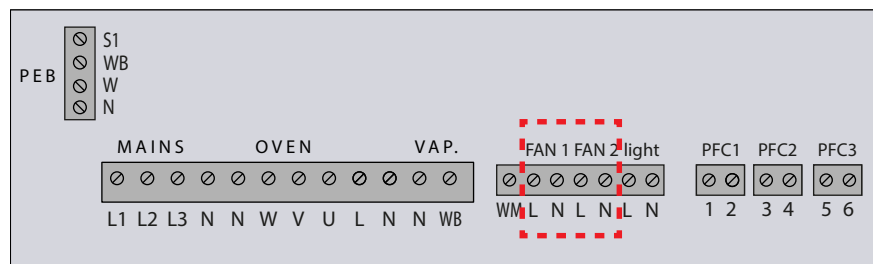 S1
WB
PEB
W
N
MAINS OVEN VAP.
FAN 1 FAN 2 light
PFC1 PFC2 PFC3
L1 L2 L3 N N W V U L N N WB
WM L N L N L N
1 2 3 4 5 6